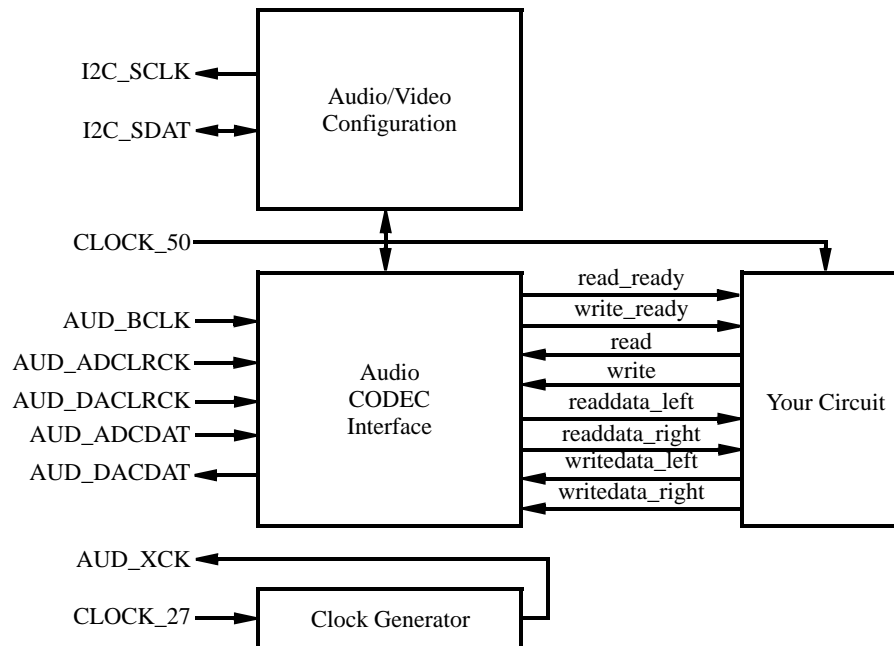 I2C_SCLK
Audio/Video
Configuration
I2C_SDAT
CLOCK_50
read_ready
write_ready
read
write
readdata_left
readdata_right
writedata_left
writedata_right
AUD_BCLK
AUD_ADCLRCK
AUD_DACLRCK
AUD_ADCDAT
AUD_DACDAT
Audio
CODEC
Interface
Your Circuit
AUD_XCK
CLOCK_27
Clock Generator